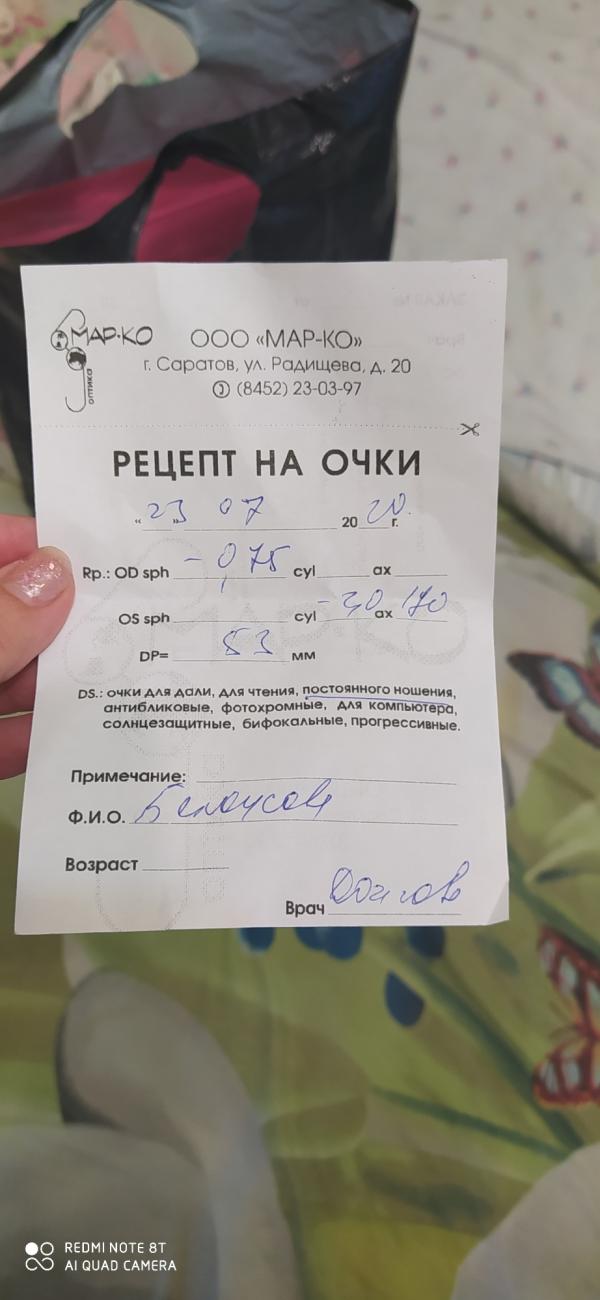 МАР-КО
оптика
ООО «МАР-КО»
г. Саратов, ул. Радищева, д. 20
(8452) 23-03-97
РЕЦЕПТ НА ОЧКИ
"23" 07 2020 г.
Rp.: OD sph -0,75 cyl ax
OS sph cyl -3,0 ax 170
DP= 53 мм
DS.: очки для дали, для чтения, постоянного ношения,
антибликовые, фотохромные, для компьютера,
солнцезащитные, бифокальные, прогрессивные.
Примечание:
Ф.И.О. Белоусов
Возраст
Врач
REDMI NOTE 8T
AI QUAD CAMERA